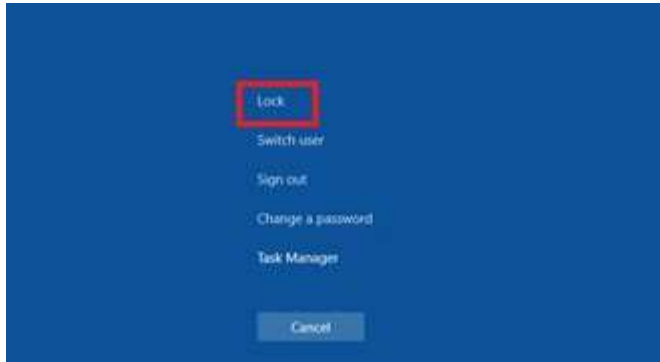 Lock
Switch user
Sign out
Change a password
Task Manager
Cancel